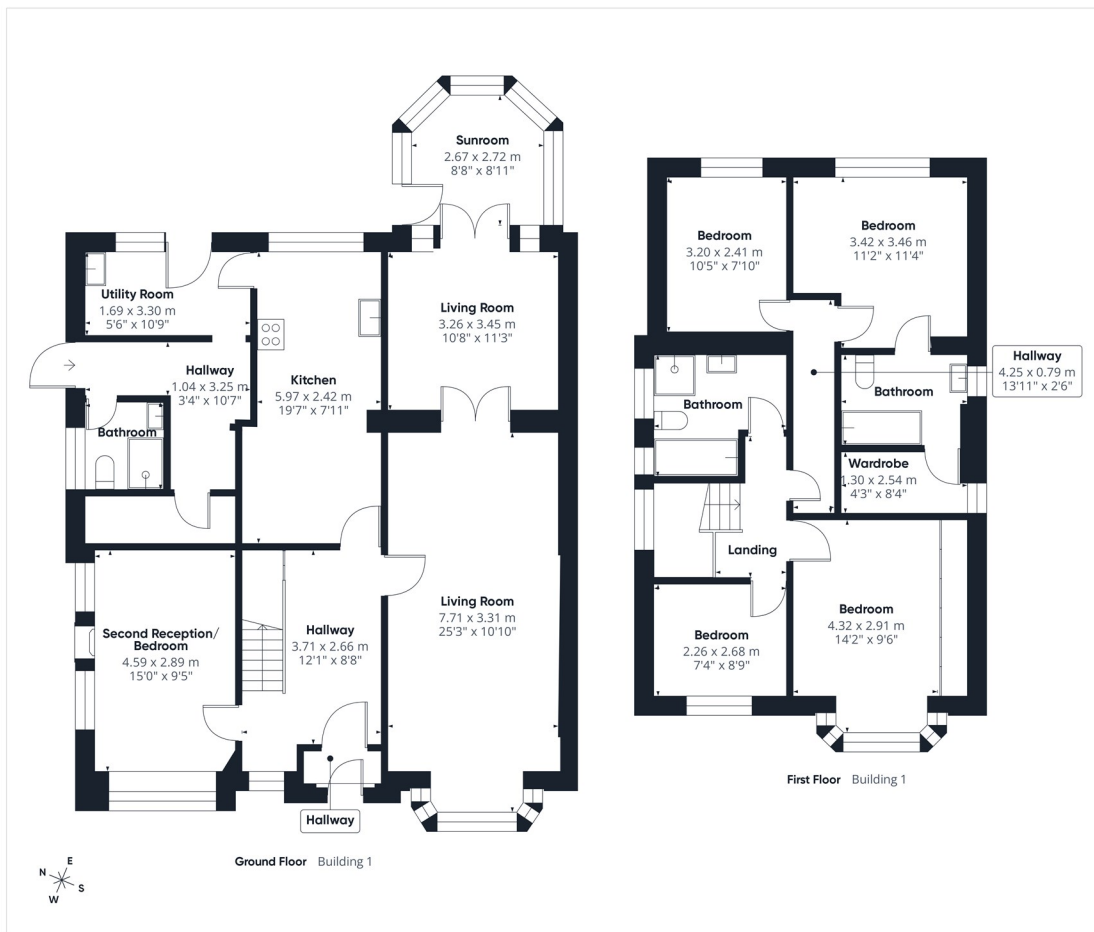 Sunroom
2.67 x 2.72 m
8'8" x 8'11"
Utility Room
1.69 x 3.30 m
5'6" x 10'9"
Living Room
3.26 x 3.45 m
10'8" x 11'3"
Hallway
1.04 x 3.25 m
3'4" x 10'7"
Kitchen
5.97 x 2.42 m
19'7" x 7'11"
Bathroom
Living Room
7.71 x 3.31 m
25'3" x 10'10"
Second Reception/
Bedroom
4.59 x 2.89 m
15'0" x 9'5"
Hallway
3.71 x 2.66 m
12'1" x 8'8"
Hallway
Ground Floor Building 1
N
E
S
W
Bedroom
3.20 x 2.41 m
10'5" x 7'10"
Bedroom
3.42 x 3.46 m
11'2" x 11'4"
Hallway
4.25 x 0.79 m
13'11" x 2'6"
Bathroom
Bathroom
Wardrobe
1.30 x 2.54 m
4'3" x 8'4"
Landing
Bedroom
4.32 x 2.91 m
14'2" x 9'6"
Bedroom
2.26 x 2.68 m
7'4" x 8'9"
First Floor Building 1